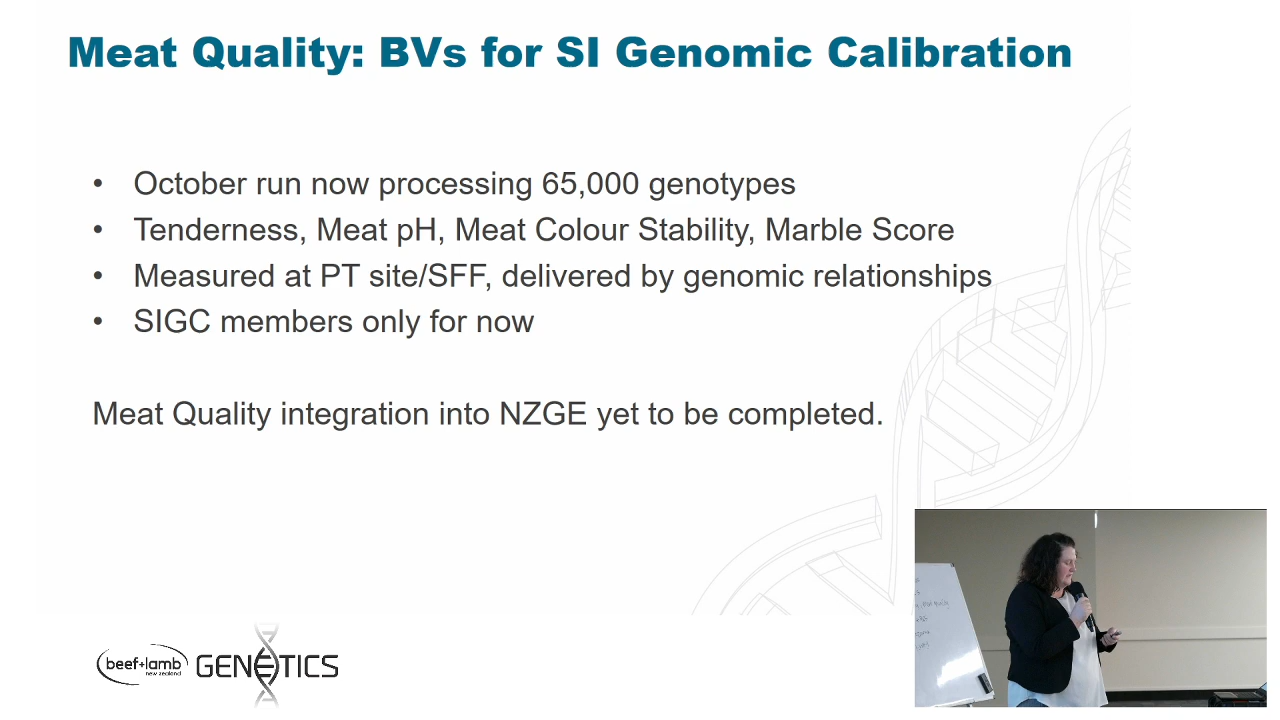 Meat Quality: BVs for SI Genomic Calibration
• October run now processing 65,000 genotypes
• Tenderness, Meat pH, Meat Colour Stability, Marble Score
• Measured at PT site/SFF, delivered by genomic relationships
• SIGC members only for now
Meat Quality integration into NZGE yet to be completed.
beef+lamb
new zealand
GENETICS